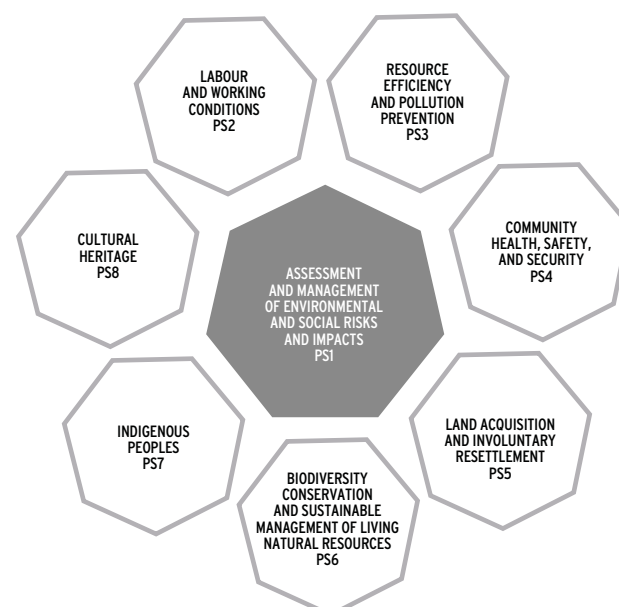 LABOUR
AND WORKING
CONDITIONS
PS2
RESOURCE
EFFICIENCY
AND POLLUTION
PREVENTION
PS3
CULTURAL
HERITAGE
PS8
COMMUNITY
HEALTH, SAFETY,
AND SECURITY
PS4
ASSESSMENT
AND MANAGEMENT
OF ENVIRONMENTAL
AND SOCIAL RISKS
AND IMPACTS
PS1
INDIGENOUS
PEOPLES
PS7
LAND ACQUISITION
AND INVOLUNTARY
RESETTLEMENT
PS5
BIODIVERSITY
CONSERVATION
AND SUSTAINABLE
MANAGEMENT OF LIVING
NATURAL RESOURCES
PS6